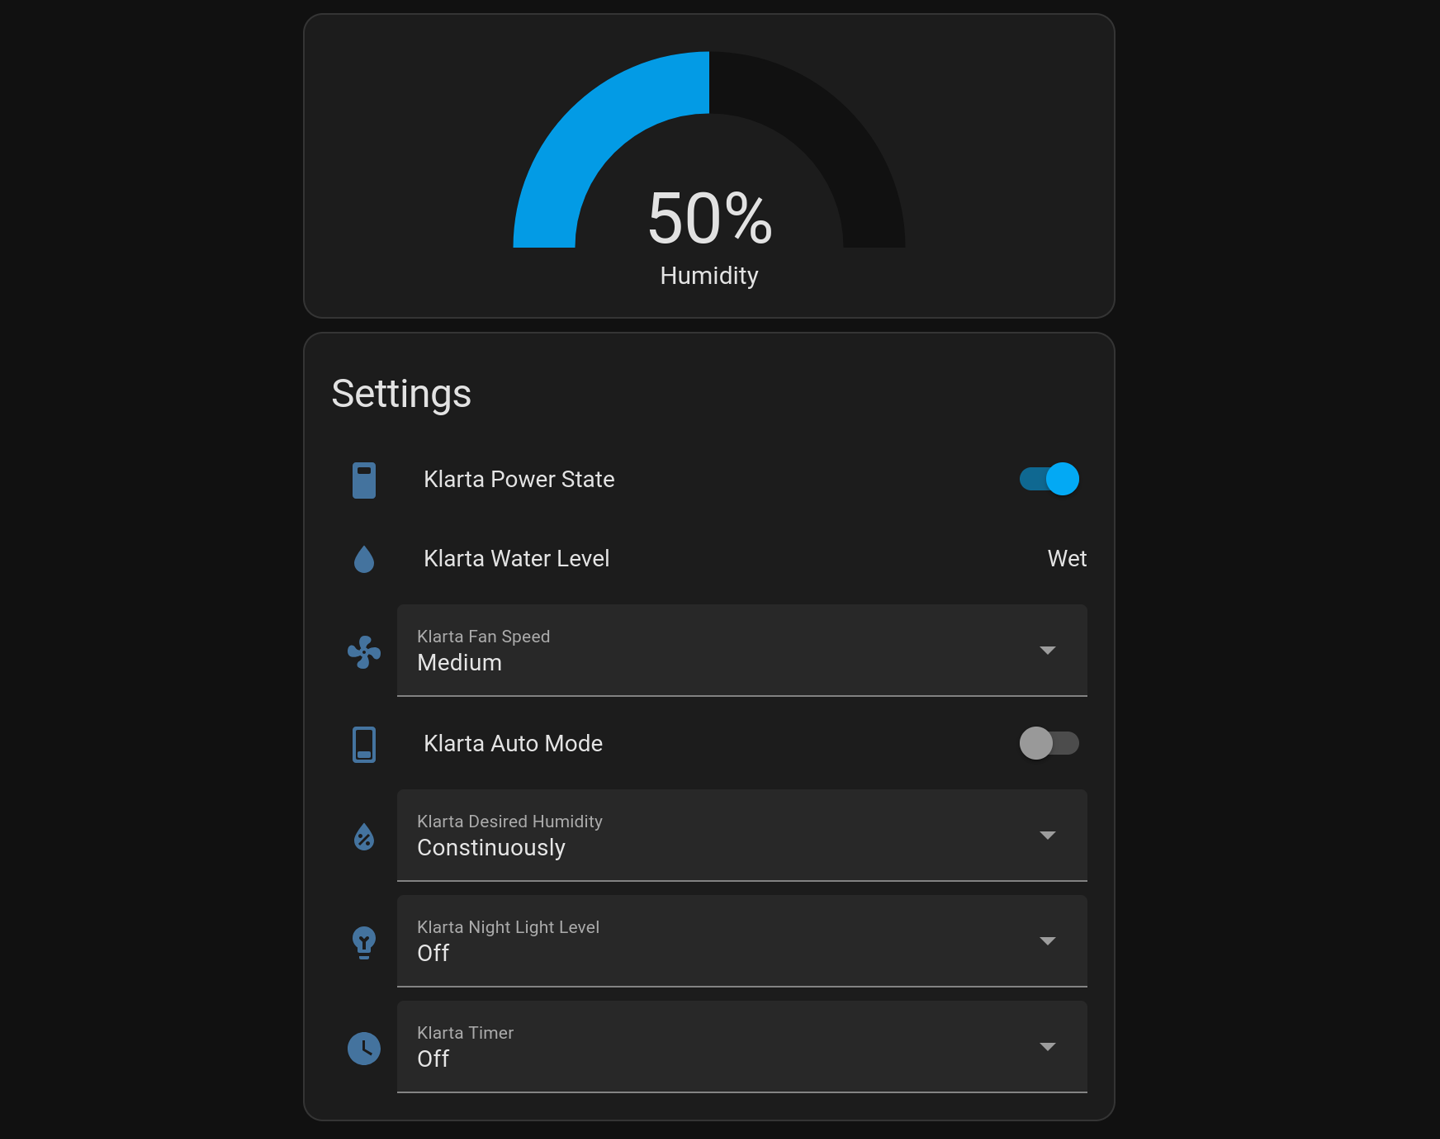 50%
Humidity
Settings
Klarta Power State
Klarta Water Level
Wet
Klarta Fan Speed
Medium
Klarta Auto Mode
Klarta Desired Humidity
Constinuously
Klarta Night Light Level
Off
Klarta Timer
Off